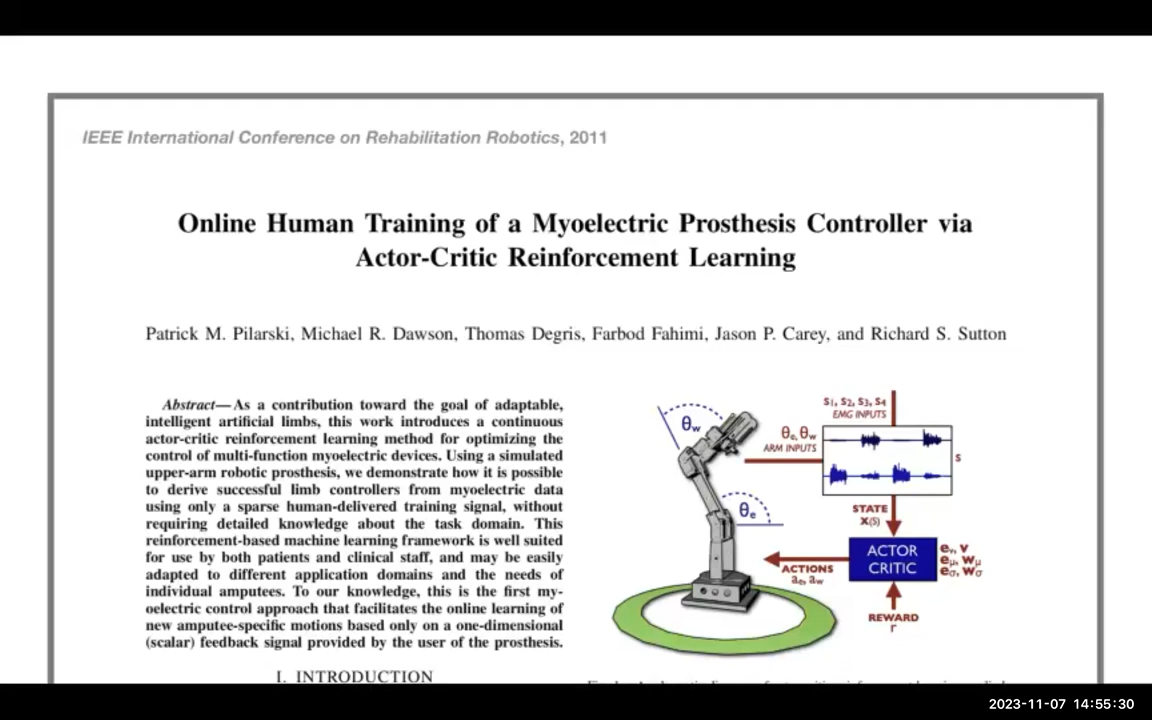 IEEE International Conference on Rehabilitation Robotics, 2011
Online Human Training of a Myoelectric Prosthesis Controller via
Actor-Critic Reinforcement Learning
Patrick M. Pilarski, Michael R. Dawson, Thomas Degris, Farbod Fahimi, Jason P. Carey, and Richard S. Sutton
Abstract—As a contribution toward the goal of adaptable,
intelligent artificial limbs, this work introduces a continuous
actor-critic reinforcement learning method for optimizing the
control of multi-function myoelectric devices. Using a simulated
upper-arm robotic prosthesis, we demonstrate how it is possible
to derive successful limb controllers from myoelectric data
using only a sparse human-delivered training signal, without
requiring detailed knowledge about the task domain. This
reinforcement-based machine learning framework is well suited
for use by both patients and clinical staff, and may be easily
adapted to different application domains and the needs of
individual amputees. To our knowledge, this is the first my-
oelectric control approach that facilitates the online learning of
new amputee-specific motions based only on a one-dimensional
(scalar) feedback signal provided by the user of the prosthesis.
I. INTRODUCTION
S₁, S₂, S₃, S₄
EMG INPUTS
θw
θe, θw
ARM INPUTS
s
θe
STATE
x(s)
ACTOR
CRITIC
ev, v
eμ, wμ
eσ, wσ
ACTIONS
ae, aw
REWARD
r
2023-11-07 14:55:30